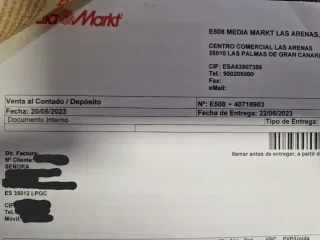 Media Markt
E508 MEDIA MARKT LAS ARENAS,
CENTRO COMERCIAL LAS ARENAS
35010 LAS PALMAS DE GRAN CANARI
CIF: ESA63907356
Tel.: 900205000
Fax:
eMail:
Venta al Contado / Depósito
Nº: E508 - 40718903
Fecha: 20/05/2023
Fecha de Entrega: 22/05/2023
Documento Interno
Tipo de Entrega:
llamar antes de entregar, a partir
Dir. Factura:
Nº Cliente:
SEÑORA
ES 35012 LPGC
CIF:
Tel.:
Móvil: